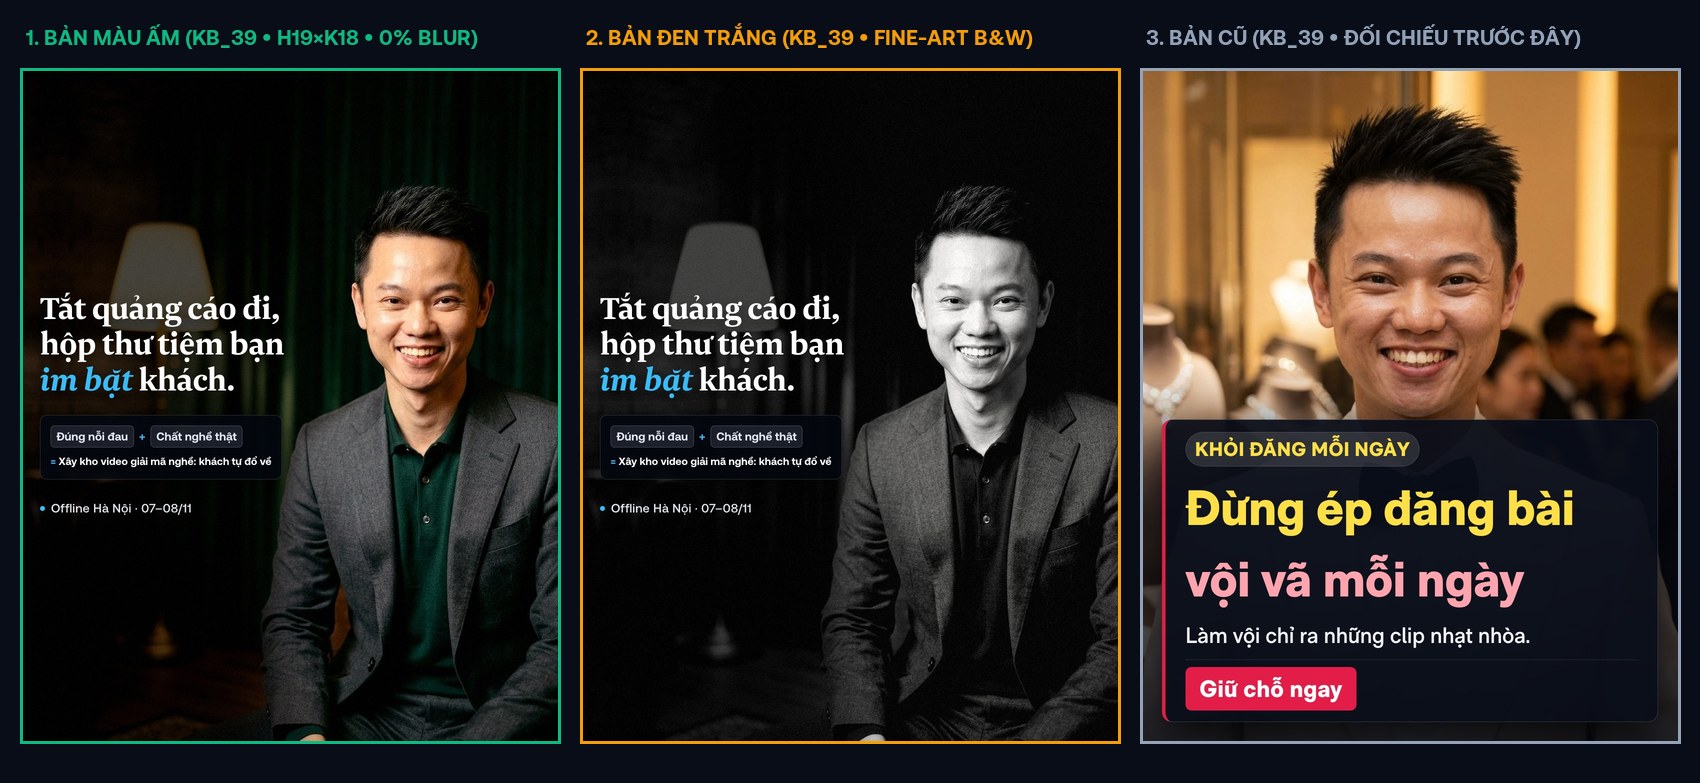 1. BẢN MÀU ẤM (KB_39 • H19×K18 • 0% BLUR)
Tắt quảng cáo đi,
hộp thư tiệm bạn
im bặt khách.
Đúng nỗi đau + Chất nghề thật
= Xây kho video giải mã nghề: khách tự đổ về
• Offline Hà Nội · 07–08/11
2. BẢN ĐEN TRẮNG (KB_39 • FINE-ART B&W)
Tắt quảng cáo đi,
hộp thư tiệm bạn
im bặt khách.
Đúng nỗi đau + Chất nghề thật
= Xây kho video giải mã nghề: khách tự đổ về
• Offline Hà Nội · 07–08/11
3. BẢN CŨ (KB_39 • ĐỐI CHIẾU TRƯỚC ĐÂY)
KHỎI ĐĂNG MỖI NGÀY
Đừng ép đăng bài
vội vã mỗi ngày
Làm vội chỉ ra những clip nhạt nhòa.
Giữ chỗ ngay